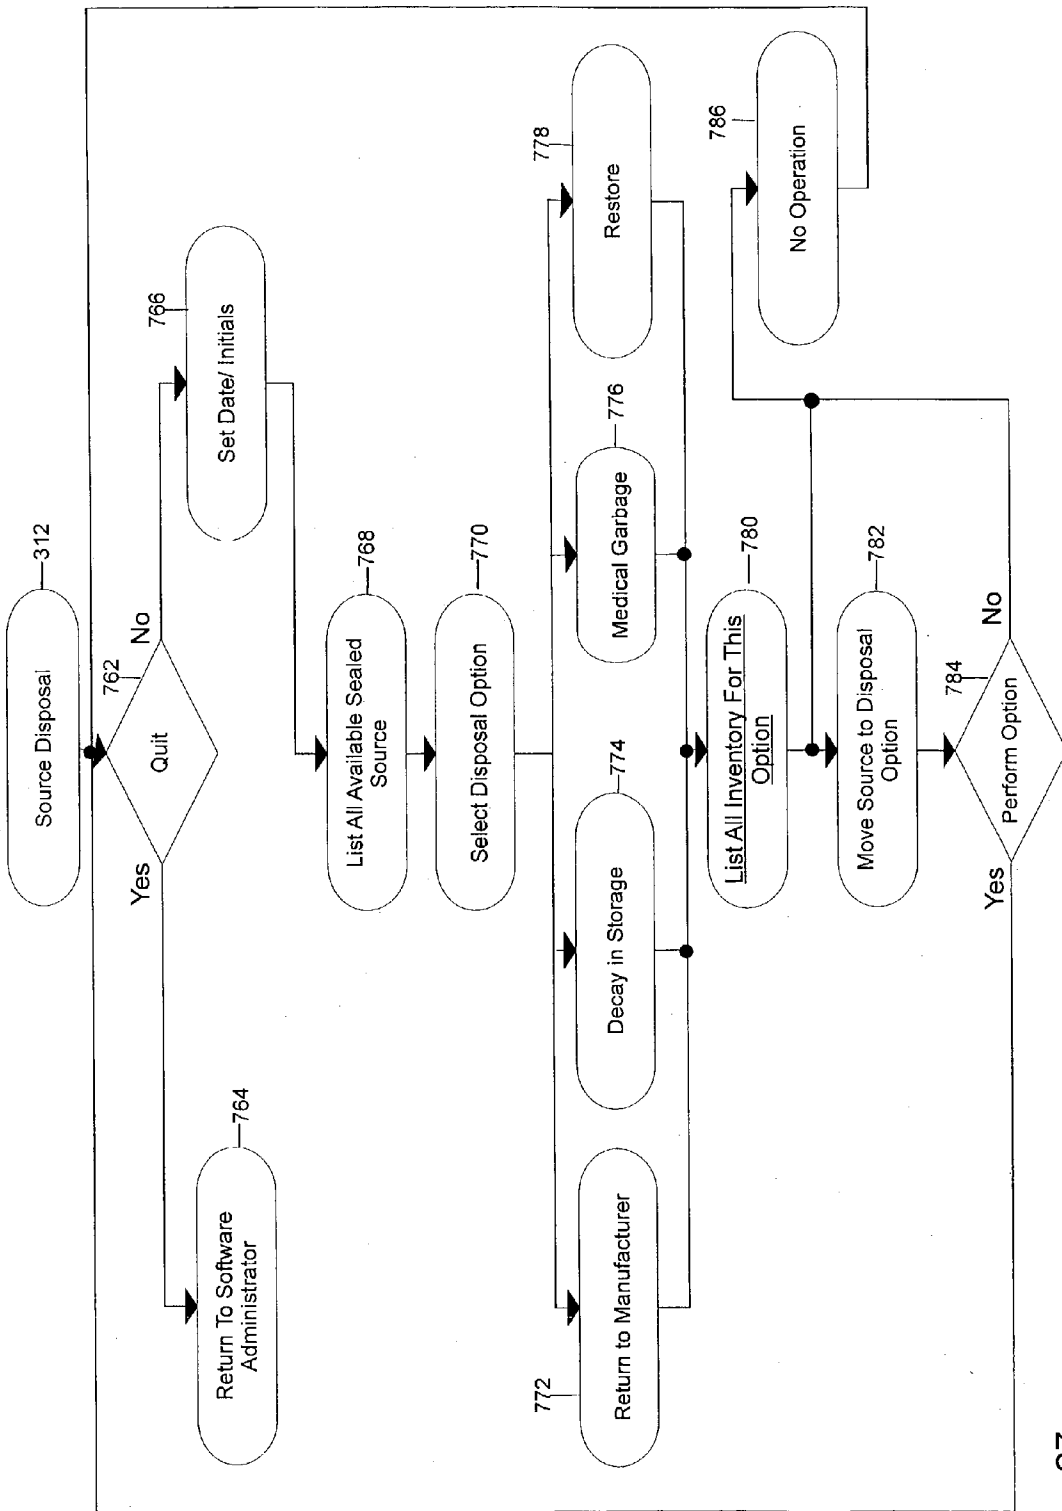 Source Disposal
312
762
Quit
Yes
No
764
Return To Software
Administrator
766
Set Date/ Initials
768
List All Available Sealed
Source
770
Select Disposal Option
772
Return to Manufacturer
774
Decay in Storage
776
Medical Garbage
778
Restore
780
List All Inventory For This
Option
782
Move Source to Disposal
Option
784
Perform Option
Yes
No
786
No Operation